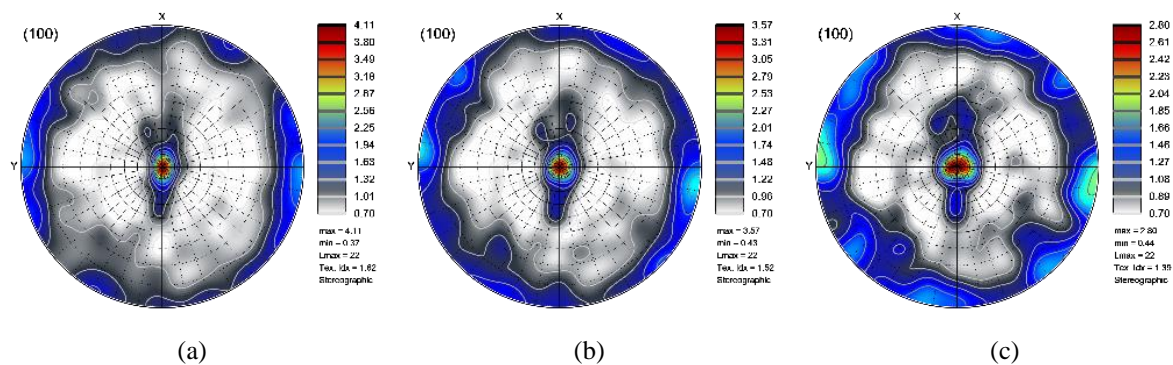 X
(100)
Y
4.11
3.80
3.49
3.18
2.87
2.56
2.25
1.94
1.63
1.32
1.01
0.70
max = 4.11
min = 0.37
Lmax = 22
Tex. Idx = 1.62
Stereographic
(a)
X
(100)
Y
3.57
3.31
3.05
2.79
2.53
2.27
2.01
1.74
1.48
1.22
0.96
0.70
max = 3.57
min = 0.43
Lmax = 22
Tex. Idx = 1.52
Stereographic
(b)
X
(100)
Y
2.80
2.61
2.42
2.23
2.04
1.85
1.66
1.46
1.27
1.08
0.89
0.70
max = 2.80
min = 0.44
Lmax = 22
Tex. Idx = 1.39
Stereographic
(c)